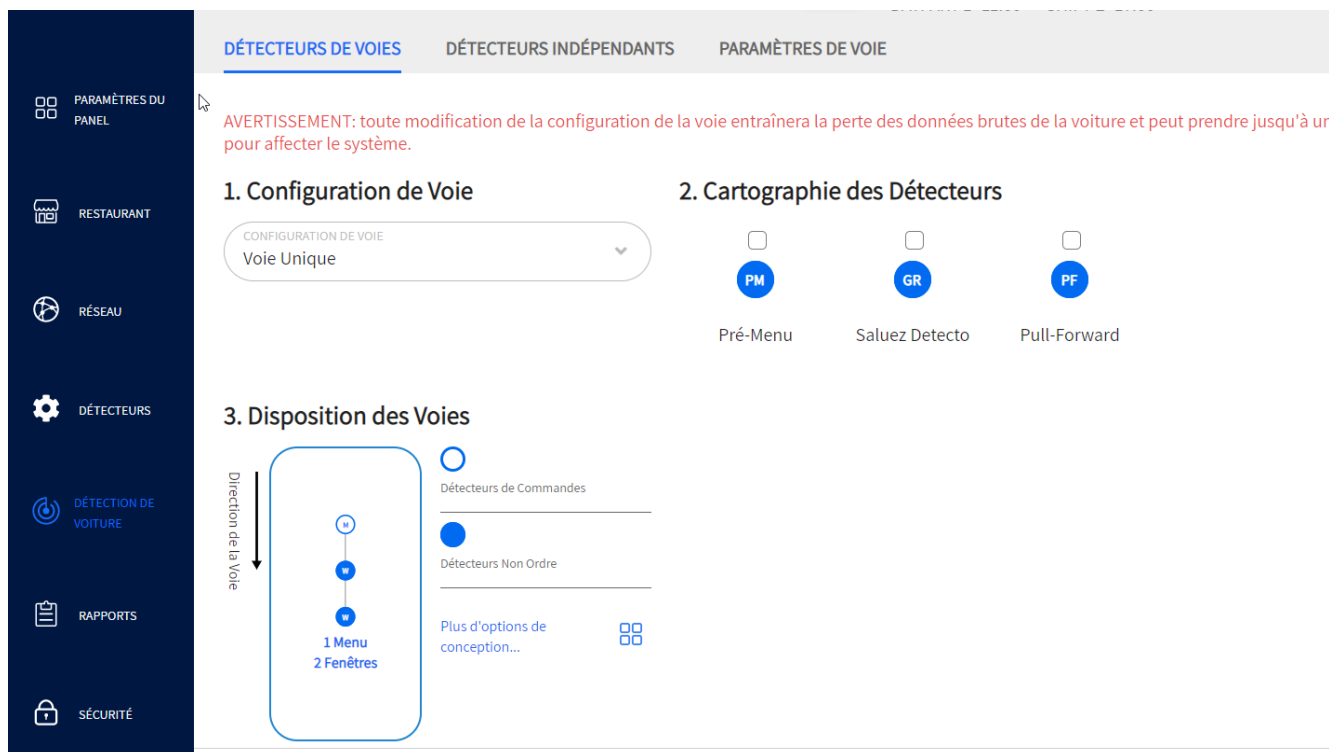 DÉTECTEURS DE VOIES DÉTECTEURS INDÉPENDANTS PARAMÈTRES DE VOIE
PARAMÈTRES DU
PANEL
RESTAURANT
RÉSEAU
DÉTECTEURS
DÉTECTION DE
VOITURE
RAPPORTS
SÉCURITÉ
AVERTISSEMENT: toute modification de la configuration de la voie entraînera la perte des données brutes de la voiture et peut prendre jusqu'à un
pour affecter le système.
1. Configuration de Voie
CONFIGURATION DE VOIE
Voie Unique
2. Cartographie des Détecteurs
PM GR PF
Pré-Menu Saluez Detecto Pull-Forward
3. Disposition des Voies
Direction de la Voie
M
W
W
1 Menu
2 Fenêtres
Détecteurs de Commandes
Détecteurs Non Ordre
Plus d'options de
conception...